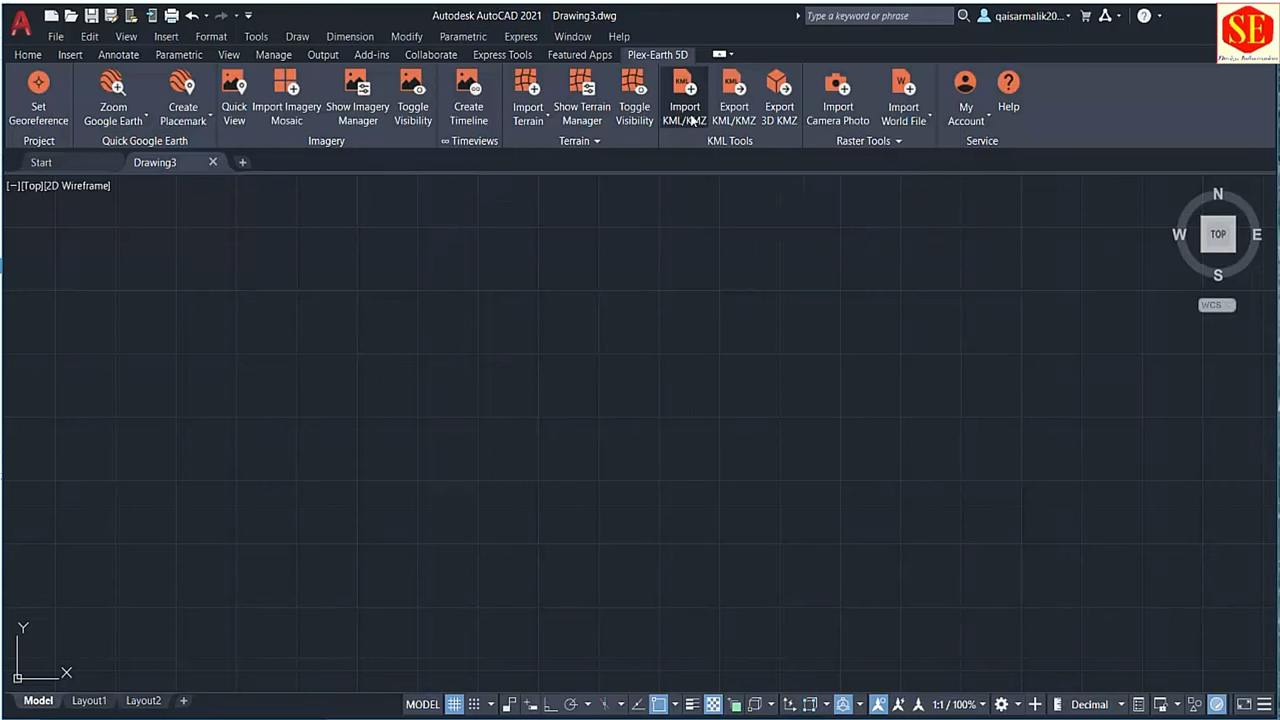 Autodesk AutoCAD 2021 Drawing3.dwg
Type a keyword or phrase
qaisarmalik20...
SE
File Edit View Insert Format Tools Draw Dimension Modify Parametric Express Window Help
Home Insert Annotate Parametric View Manage Output Add-ins Collaborate Express Tools Featured Apps Plex-Earth 5D
KML KML W
Set Georeference
Zoom Google Earth
Create Placemark
Quick View
Import Imagery Mosaic
Show Imagery Manager
Toggle Visibility
Create Timeline
Import Terrain
Show Terrain Manager
Toggle Visibility
Import KML/KMZ
Export KML/KMZ
Export 3D KMZ
Import Camera Photo
Import World File
My Account
Help
Project Quick Google Earth Imagery Timeviews Terrain KML Tools Raster Tools Service
Start Drawing3
[−][Top][2D Wireframe]
N
W TOP E
S
WCS
Y
X
Model Layout1 Layout2
MODEL 1:1 / 100% Decimal